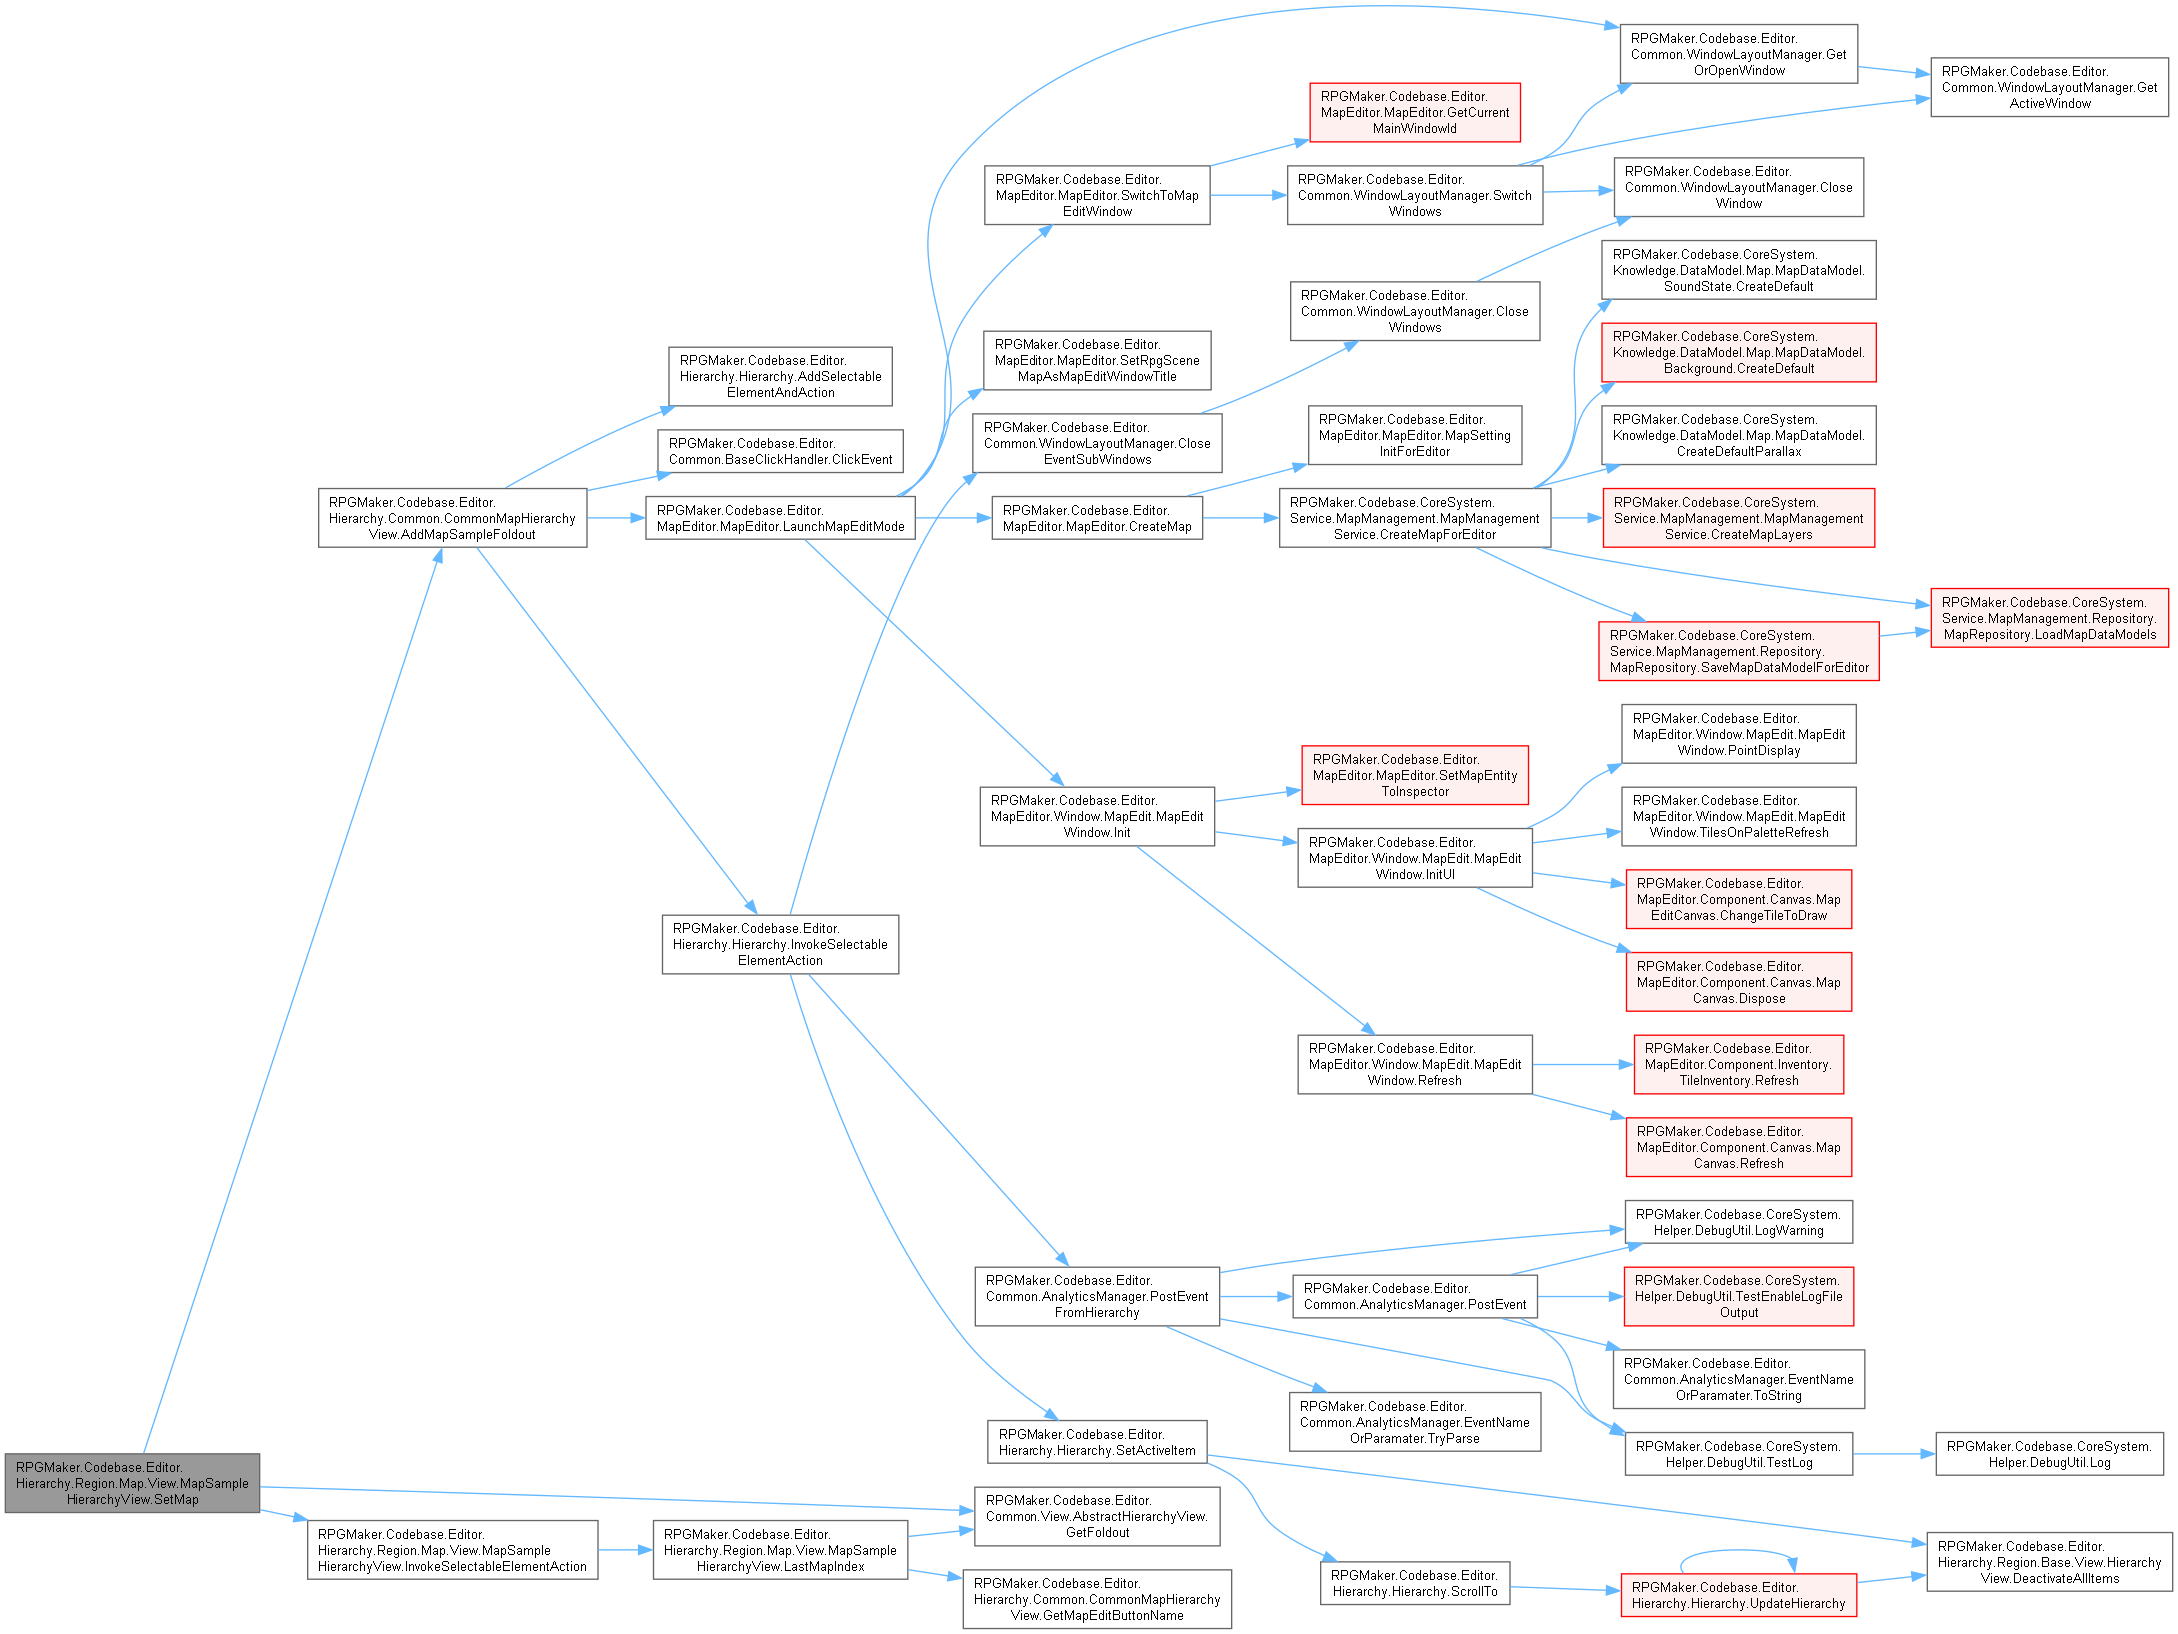 RPGMaker.Codebase.Editor.
Hierarchy.Region.Map.View.MapSample
HierarchyView.SetMap
RPGMaker.Codebase.Editor.
Hierarchy.Common.CommonMapHierarchy
View.AddMapSampleFoldout
RPGMaker.Codebase.Editor.
Hierarchy.Region.Map.View.MapSample
HierarchyView.InvokeSelectableElementAction
RPGMaker.Codebase.Editor.
Hierarchy.Hierarchy.AddSelectable
ElementAndAction
RPGMaker.Codebase.Editor.
Common.BaseClickHandler.ClickEvent
RPGMaker.Codebase.Editor.
MapEditor.MapEditor.LaunchMapEditMode
RPGMaker.Codebase.Editor.
Hierarchy.Hierarchy.InvokeSelectable
ElementAction
RPGMaker.Codebase.Editor.
Hierarchy.Region.Map.View.MapSample
HierarchyView.LastMapIndex
RPGMaker.Codebase.Editor.
MapEditor.MapEditor.SwitchToMap
EditWindow
RPGMaker.Codebase.Editor.
MapEditor.MapEditor.SetRpgScene
MapAsMapEditWindowTitle
RPGMaker.Codebase.Editor.
Common.WindowLayoutManager.Close
EventSubWindows
RPGMaker.Codebase.Editor.
MapEditor.MapEditor.CreateMap
RPGMaker.Codebase.Editor.
MapEditor.Window.MapEdit.MapEdit
Window.Init
RPGMaker.Codebase.Editor.
Common.AnalyticsManager.PostEvent
FromHierarchy
RPGMaker.Codebase.Editor.
Hierarchy.Hierarchy.SetActiveItem
RPGMaker.Codebase.Editor.
Common.View.AbstractHierarchyView.
GetFoldout
RPGMaker.Codebase.Editor.
Hierarchy.Common.CommonMapHierarchy
View.GetMapEditButtonName
RPGMaker.Codebase.Editor.
MapEditor.MapEditor.GetCurrent
MainWindowId
RPGMaker.Codebase.Editor.
Common.WindowLayoutManager.Switch
Windows
RPGMaker.Codebase.Editor.
Common.WindowLayoutManager.Close
Windows
RPGMaker.Codebase.Editor.
MapEditor.MapEditor.MapSetting
InitForEditor
RPGMaker.Codebase.CoreSystem.
Service.MapManagement.MapManagement
Service.CreateMapForEditor
RPGMaker.Codebase.Editor.
MapEditor.MapEditor.SetMapEntity
ToInspector
RPGMaker.Codebase.Editor.
MapEditor.Window.MapEdit.MapEdit
Window.InitUI
RPGMaker.Codebase.Editor.
MapEditor.Window.MapEdit.MapEdit
Window.Refresh
RPGMaker.Codebase.Editor.
Common.AnalyticsManager.PostEvent
RPGMaker.Codebase.Editor.
Common.AnalyticsManager.EventName
OrParamater.TryParse
RPGMaker.Codebase.Editor.
Hierarchy.Hierarchy.ScrollTo
RPGMaker.Codebase.Editor.
Common.WindowLayoutManager.Get
OrOpenWindow
RPGMaker.Codebase.Editor.
Common.WindowLayoutManager.Close
Window
RPGMaker.Codebase.CoreSystem.
Knowledge.DataModel.Map.MapDataModel.
SoundState.CreateDefault
RPGMaker.Codebase.CoreSystem.
Knowledge.DataModel.Map.MapDataModel.
Background.CreateDefault
RPGMaker.Codebase.CoreSystem.
Knowledge.DataModel.Map.MapDataModel.
CreateDefaultParallax
RPGMaker.Codebase.CoreSystem.
Service.MapManagement.MapManagement
Service.CreateMapLayers
RPGMaker.Codebase.CoreSystem.
Service.MapManagement.Repository.
MapRepository.SaveMapDataModelForEditor
RPGMaker.Codebase.Editor.
MapEditor.Window.MapEdit.MapEdit
Window.PointDisplay
RPGMaker.Codebase.Editor.
MapEditor.Window.MapEdit.MapEdit
Window.TilesOnPaletteRefresh
RPGMaker.Codebase.Editor.
MapEditor.Component.Canvas.Map
EditCanvas.ChangeTileToDraw
RPGMaker.Codebase.Editor.
MapEditor.Component.Canvas.Map
Canvas.Dispose
RPGMaker.Codebase.Editor.
MapEditor.Component.Inventory.
TileInventory.Refresh
RPGMaker.Codebase.Editor.
MapEditor.Component.Canvas.Map
Canvas.Refresh
RPGMaker.Codebase.CoreSystem.
Helper.DebugUtil.LogWarning
RPGMaker.Codebase.CoreSystem.
Helper.DebugUtil.TestEnableLogFile
Output
RPGMaker.Codebase.Editor.
Common.AnalyticsManager.EventName
OrParamater.ToString
RPGMaker.Codebase.CoreSystem.
Helper.DebugUtil.TestLog
RPGMaker.Codebase.Editor.
Hierarchy.Hierarchy.UpdateHierarchy
RPGMaker.Codebase.Editor.
Common.WindowLayoutManager.Get
ActiveWindow
RPGMaker.Codebase.CoreSystem.
Service.MapManagement.Repository.
MapRepository.LoadMapDataModels
RPGMaker.Codebase.CoreSystem.
Helper.DebugUtil.Log
RPGMaker.Codebase.Editor.
Hierarchy.Region.Base.View.Hierarchy
View.DeactivateAllItems